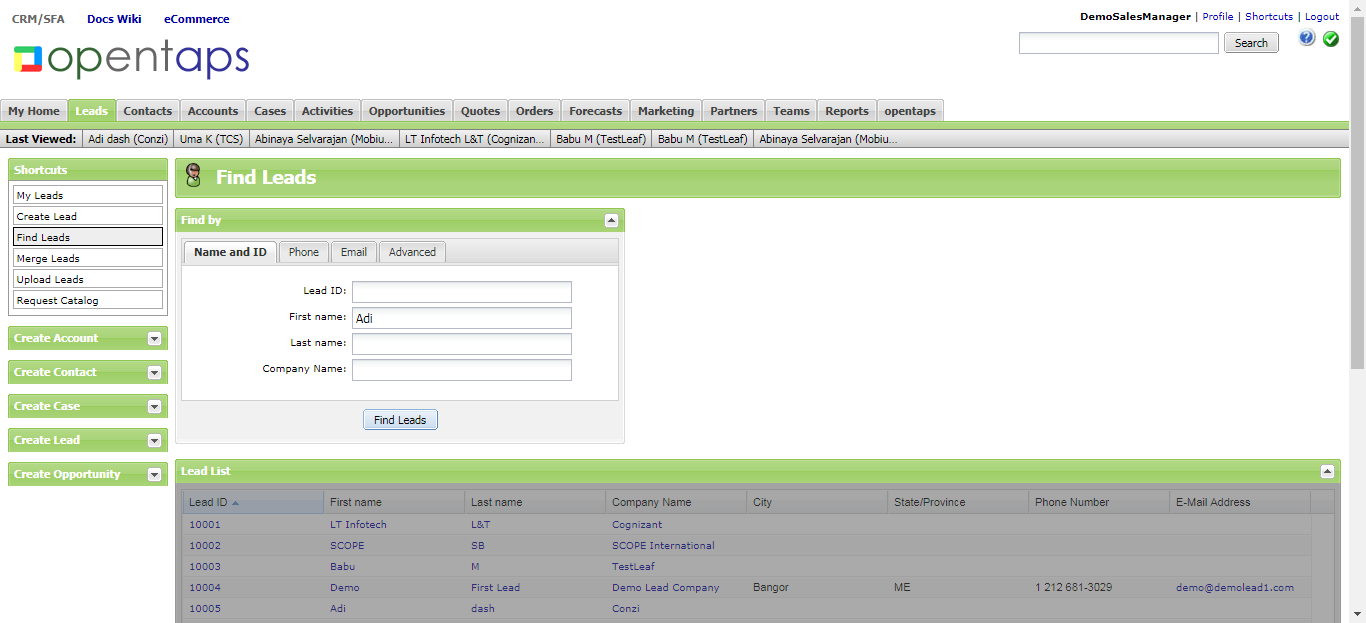 CRM/SFA Docs Wiki eCommerce
DemoSalesManager | Profile | Shortcuts | Logout
opentaps
Search
My Home Leads Contacts Accounts Cases Activities Opportunities Quotes Orders Forecasts Marketing Partners Teams Reports opentaps
Last Viewed: Adi dash (Conzi) Uma K (TCS) Abinaya Selvarajan (Mobiu... LT Infotech L&T (Cognizan... Babu M (TestLeaf) Babu M (TestLeaf) Abinaya Selvarajan (Mobiu...
Shortcuts
My Leads
Create Lead
Find Leads
Merge Leads
Upload Leads
Request Catalog
Create Account
Create Contact
Create Case
Create Lead
Create Opportunity
Find Leads
Find by
Name and ID Phone Email Advanced
Lead ID:
First name: Adi
Last name:
Company Name:
Find Leads
Lead List
Lead ID First name Last name Company Name City State/Province Phone Number E-Mail Address
10001 LT Infotech L&T Cognizant
10002 SCOPE SB SCOPE International
10003 Babu M TestLeaf
10004 Demo First Lead Demo Lead Company Bangor ME 1 212 681-3029 demo@demolead1.com
10005 Adi dash Conzi